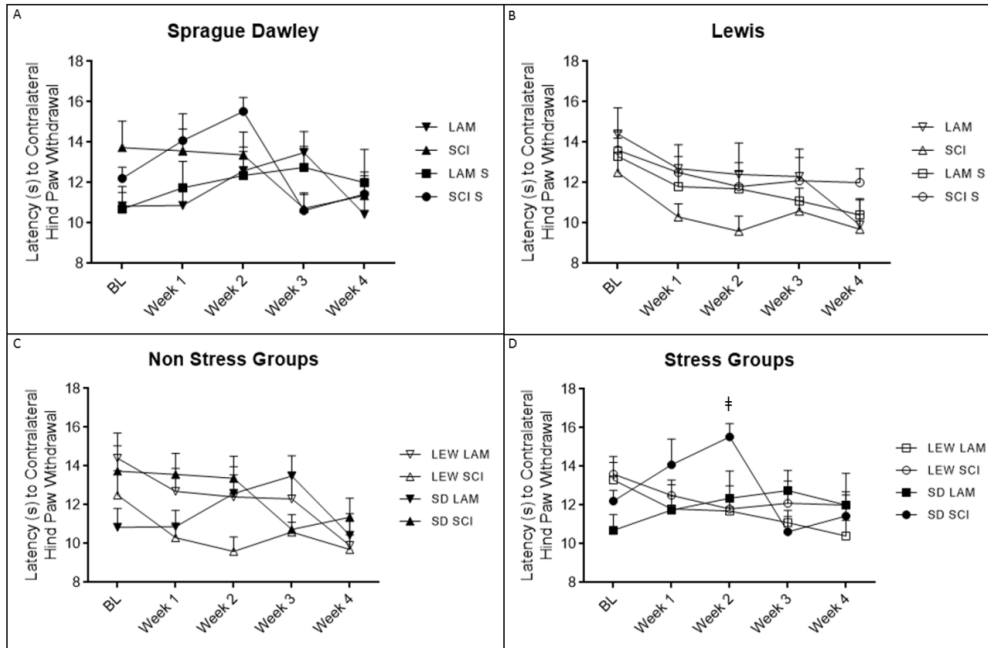 A
Sprague Dawley
Latency (s) to Contralateral
Hind Paw Wthdrawal
18
16
14
12
10
8
BL
Week 1
Week 2
Week 3
Week 4
LAM
SCI
LAM S
SCI S
B
Lewis
Latency (s) to Contralateral
Hind Paw Wthdrawal
18
16
14
12
10
8
BL
Week 1
Week 2
Week 3
Week 4
LAM
SCI
LAM S
SCI S
C
Non Stress Groups
Latency (s) to Contralateral
Hind Paw Wthdrawal
18
16
14
12
10
8
BL
Week 1
Week 2
Week 3
Week 4
LEW LAM
LEW SCI
SD LAM
SD SCI
D
Stress Groups
Latency (s) to Contralateral
Hind Paw Wthdrawal
18
16
14
12
10
8
ǂ
BL
Week 1
Week 2
Week 3
Week 4
LEW LAM
LEW SCI
SD LAM
SD SCI